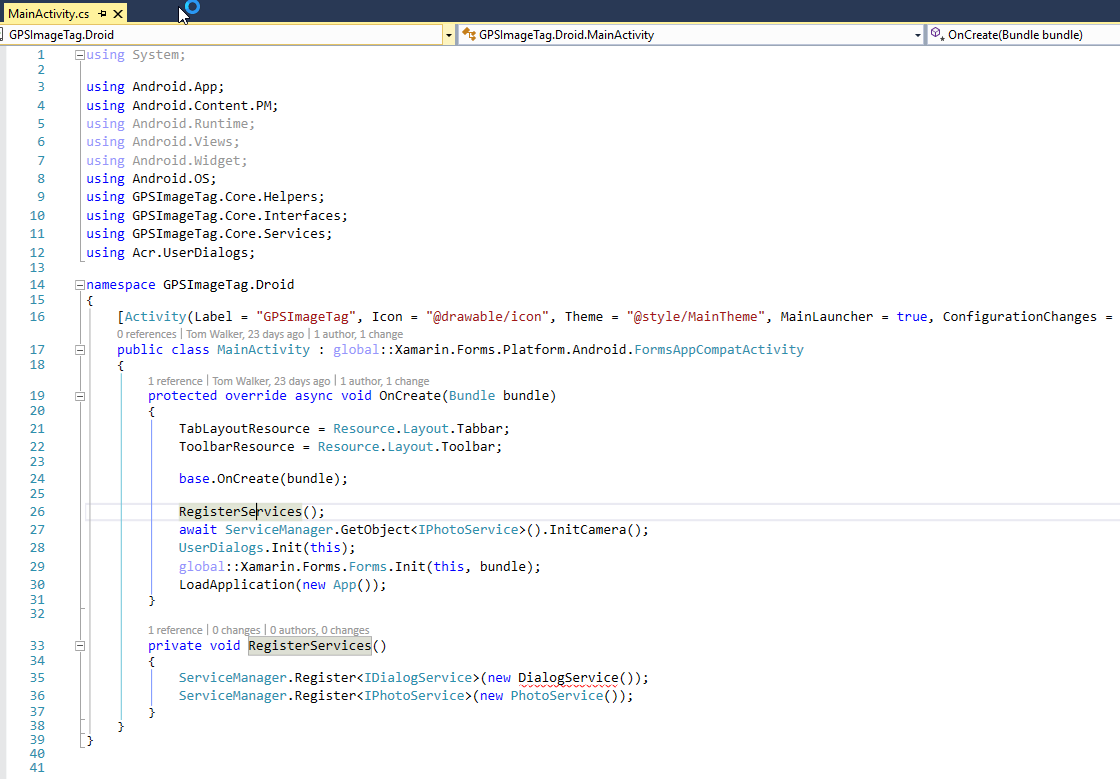 MainActivity.cs
GPSImageTag.Droid GPSImageTag.Droid.MainActivity OnCreate(Bundle bundle)
1 using System;
2
3 using Android.App;
4 using Android.Content.PM;
5 using Android.Runtime;
6 using Android.Views;
7 using Android.Widget;
8 using Android.OS;
9 using GPSImageTag.Core.Helpers;
10 using GPSImageTag.Core.Interfaces;
11 using GPSImageTag.Core.Services;
12 using Acr.UserDialogs;
13
14 namespace GPSImageTag.Droid
15 {
16 [Activity(Label = "GPSImageTag", Icon = "@drawable/icon", Theme = "@style/MainTheme", MainLauncher = true, ConfigurationChanges =
0 references | Tom Walker, 23 days ago | 1 author, 1 change
17 public class MainActivity : global::Xamarin.Forms.Platform.Android.FormsAppCompatActivity
18 {
1 reference | Tom Walker, 23 days ago | 1 author, 1 change
19 protected override async void OnCreate(Bundle bundle)
20 {
21 TabLayoutResource = Resource.Layout.Tabbar;
22 ToolbarResource = Resource.Layout.Toolbar;
23
24 base.OnCreate(bundle);
25
26 RegisterServices();
27 await ServiceManager.GetObject<IPhotoService>().InitCamera();
28 UserDialogs.Init(this);
29 global::Xamarin.Forms.Forms.Init(this, bundle);
30 LoadApplication(new App());
31 }
32
1 reference | 0 changes | 0 authors, 0 changes
33 private void RegisterServices()
34 {
35 ServiceManager.Register<IDialogService>(new DialogService());
36 ServiceManager.Register<IPhotoService>(new PhotoService());
37 }
38 }
39 }
40
41